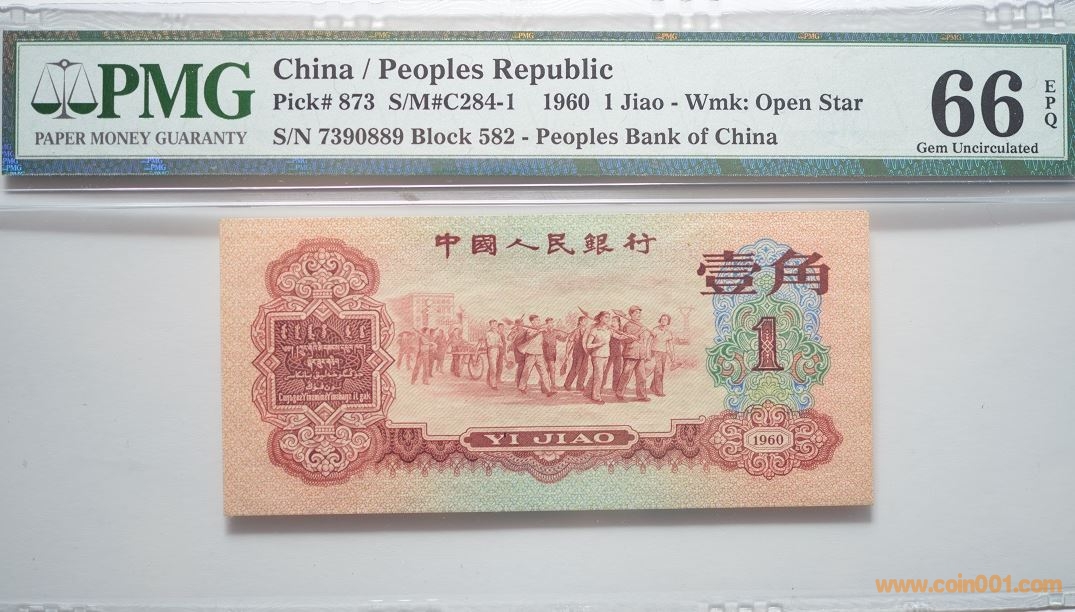 PMG
PAPER MONEY GUARANTY
China / Peoples Republic
Pick# 873 S/M#C284-1 1960 1 Jiao - Wmk: Open Star
S/N 7390889 Block 582 - Peoples Bank of China
66
EPQ
Gem Uncirculated
中國人民銀行
壹角
1
YI JIAO
1960
www.coin001.com